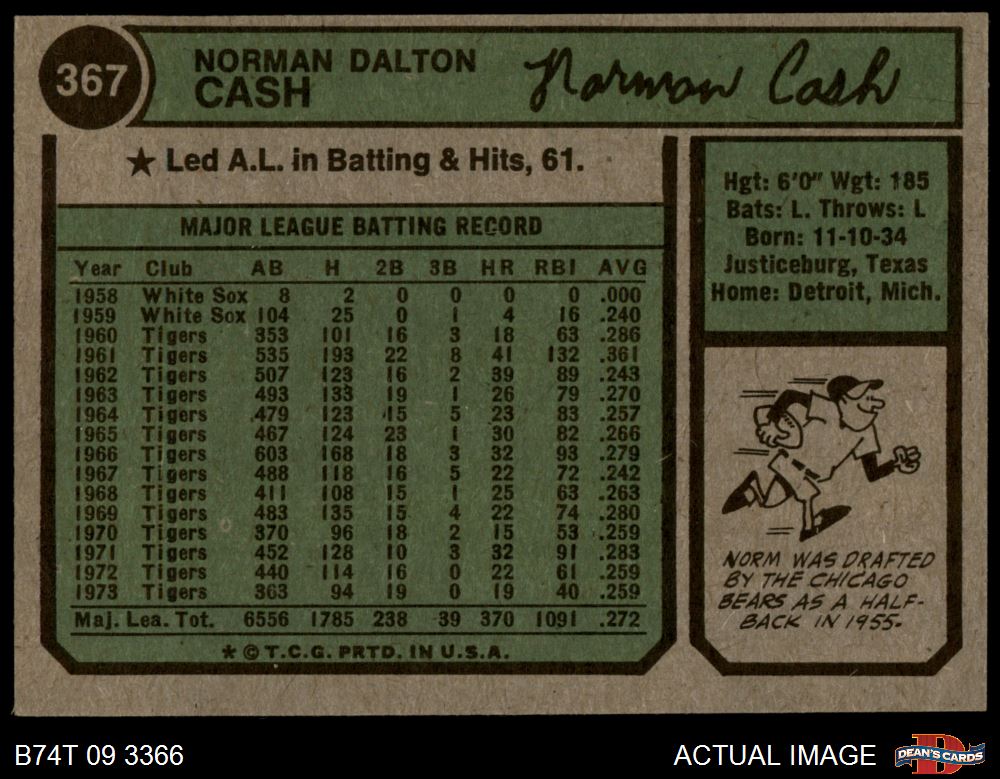 367
NORMAN DALTON
CASH
Norman Cash
★ Led A.L. in Batting & Hits, 61.
MAJOR LEAGUE BATTING RECORD
Year Club AB H 2B 3B HR RBI AVG
1958 White Sox 8 2 0 0 0 0 .000
1959 White Sox 104 25 0 1 4 16 .240
1960 Tigers 353 101 16 3 18 63 .286
1961 Tigers 535 193 22 8 41 132 .361
1962 Tigers 507 123 16 2 39 89 .243
1963 Tigers 493 133 19 1 26 79 .270
1964 Tigers 479 123 15 5 23 83 .257
1965 Tigers 467 124 23 1 30 82 .266
1966 Tigers 603 168 18 3 32 93 .279
1967 Tigers 488 118 16 5 22 72 .242
1968 Tigers 411 108 15 1 25 63 .263
1969 Tigers 483 135 15 4 22 74 .280
1970 Tigers 370 96 18 2 15 53 .259
1971 Tigers 452 128 10 3 32 91 .283
1972 Tigers 440 114 16 0 22 61 .259
1973 Tigers 363 94 19 0 19 40 .259
Maj. Lea. Tot. 6556 1785 238 39 370 1091 .272
* © T.C.G. PRTD. IN U.S.A.
Hgt: 6'0" Wgt: 185
Bats: L. Throws: L
Born: 11-10-34
Justiceburg, Texas
Home: Detroit, Mich.
NORM WAS DRAFTED
BY THE CHICAGO
BEARS AS A HALF-
BACK IN 1955.
B74T 09 3366
ACTUAL IMAGE
DEAN'S CARDS